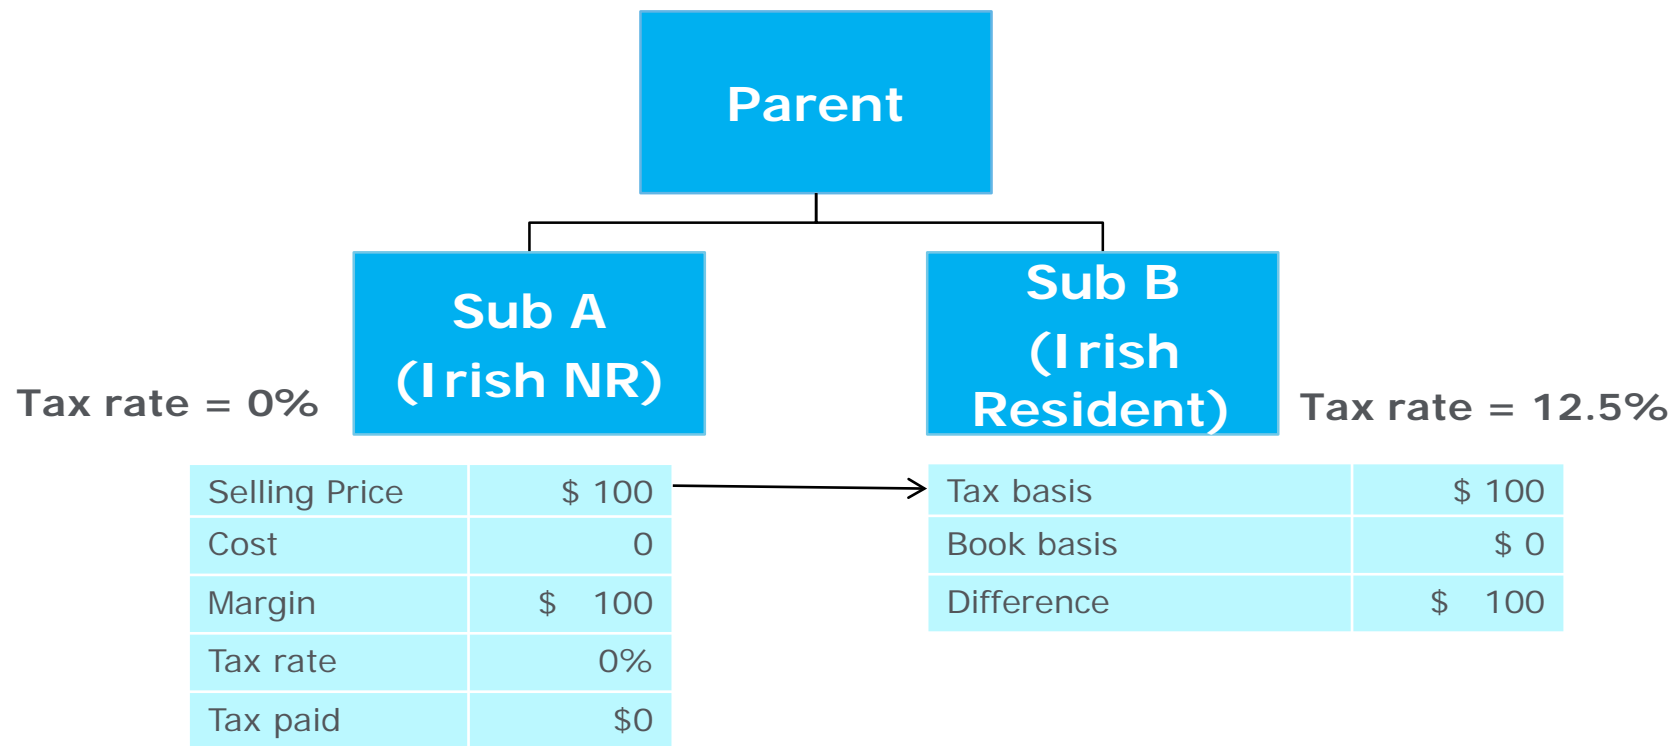 Parent
Sub A
(Irish NR)
Tax rate = 0%
Sub B
(Irish
Resident)
Tax rate = 12.5%
Selling Price $ 100
Cost 0
Margin $ 100
Tax rate 0%
Tax paid $0
Tax basis $ 100
Book basis $ 0
Difference $ 100